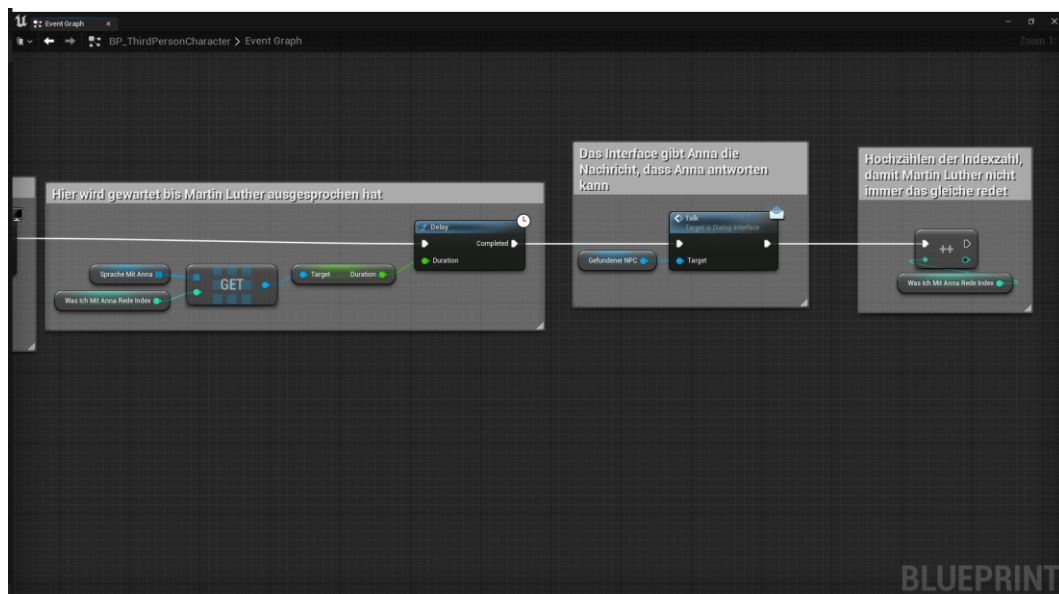 Event Graph
BP_ThirdPersonCharacter > Event Graph
Zoom 1:
Hier wird gewartet bis Martin Luther ausgesprochen hat
Delay
Completed
Duration
Sprache Mit Anna
GET
Target Duration
Was Ich Mit Anna Rede Index
Das Interface gibt Anna die
Nachricht, dass Anna antworten
kann
Talk
Target is Dialog Interface
Gefundener NPC
Target
Hochzählen der Indexzahl,
damit Martin Luther nicht
immer das gleiche redet
++
Was Ich Mit Anna Rede Index
BLUEPRINT